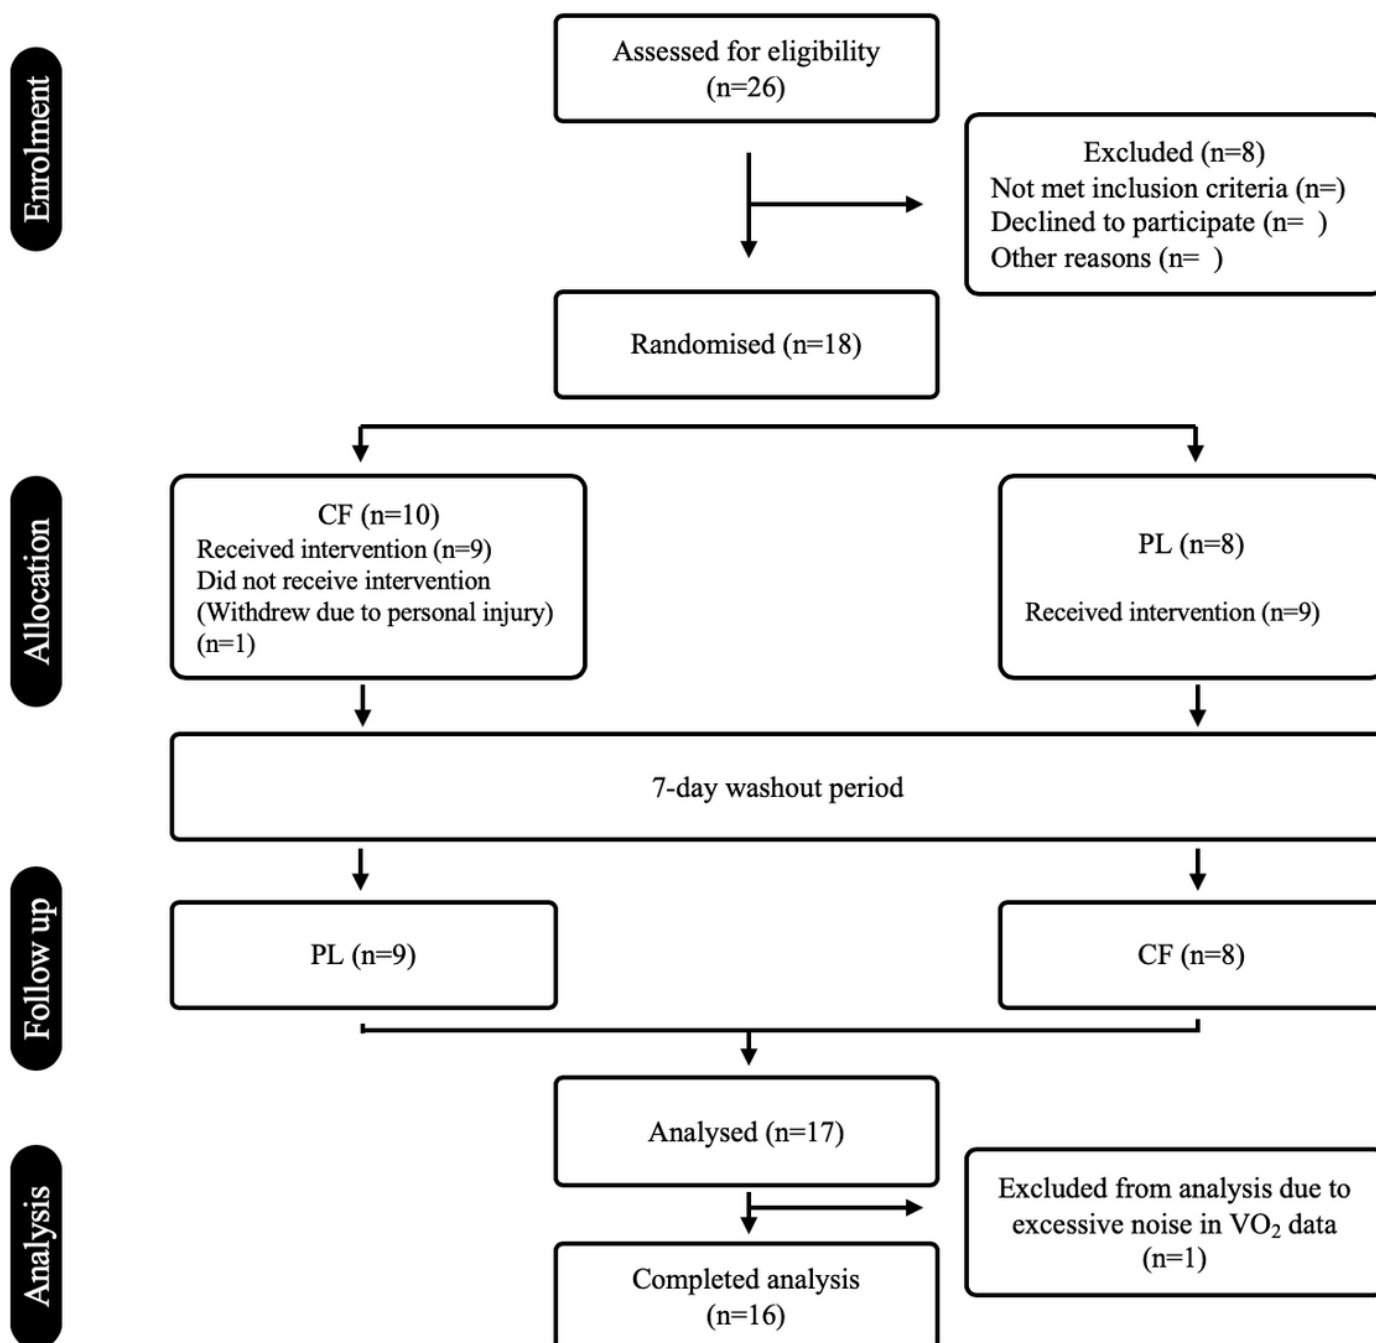 Enrolment
Assessed for eligibility
(n=26)
Excluded (n=8)
Not met inclusion criteria (n=)
Declined to participate (n=  )
Other reasons (n=  )
Randomised (n=18)
Allocation
CF (n=10)
Received intervention (n=9)
Did not receive intervention
(Withdrew due to personal injury)
(n=1)
PL (n=8)
Received intervention (n=9)
7-day washout period
Follow up
PL (n=9)
CF (n=8)
Analysed (n=17)
Analysis
Excluded from analysis due to
excessive noise in VO₂ data
(n=1)
Completed analysis
(n=16)